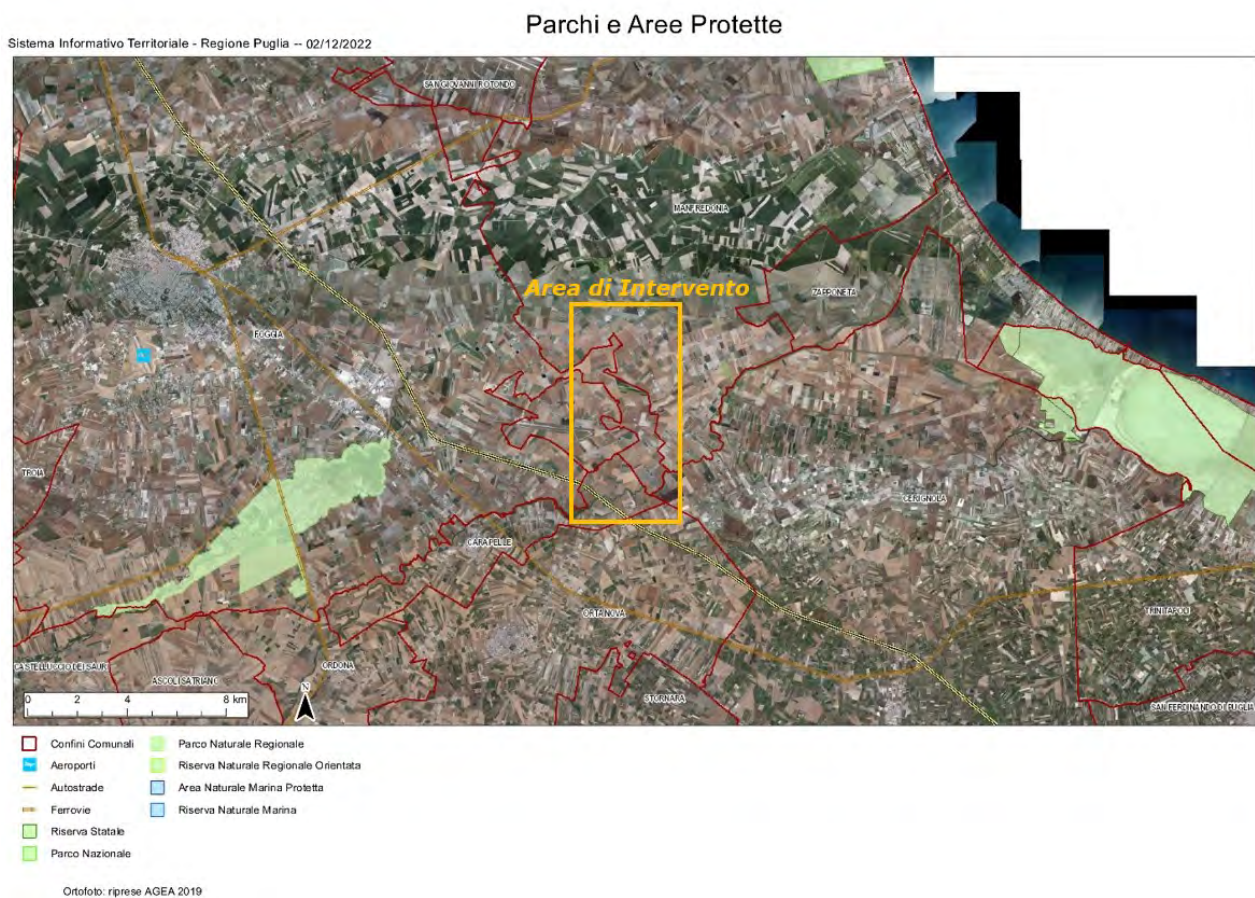 Parchi e Aree Protette
Sistema Informativo Territoriale - Regione Puglia -- 02/12/2022
SAN GIOVANNI ROTONDO
MANFREDONIA
Area di Intervento
ZAPPONETA
FOGGIA
TROIA
CERIGNOLA
CARAPELLE
ORTA NOVA
TRINITAPOLI
CASTELLUCCIO DEI SAURI
ORDONA
ASCOLI SATRIANO
STORNARA
SAN FERDINANDO DI PUGLIA
0 2 4 8 km
N
Confini Comunali
Aeroporti
Autostrade
Ferrovie
Riserva Statale
Parco Nazionale
Parco Naturale Regionale
Riserva Naturale Regionale Orientata
Area Naturale Marina Protetta
Riserva Naturale Marina
Ortofoto: riprese AGEA 2019